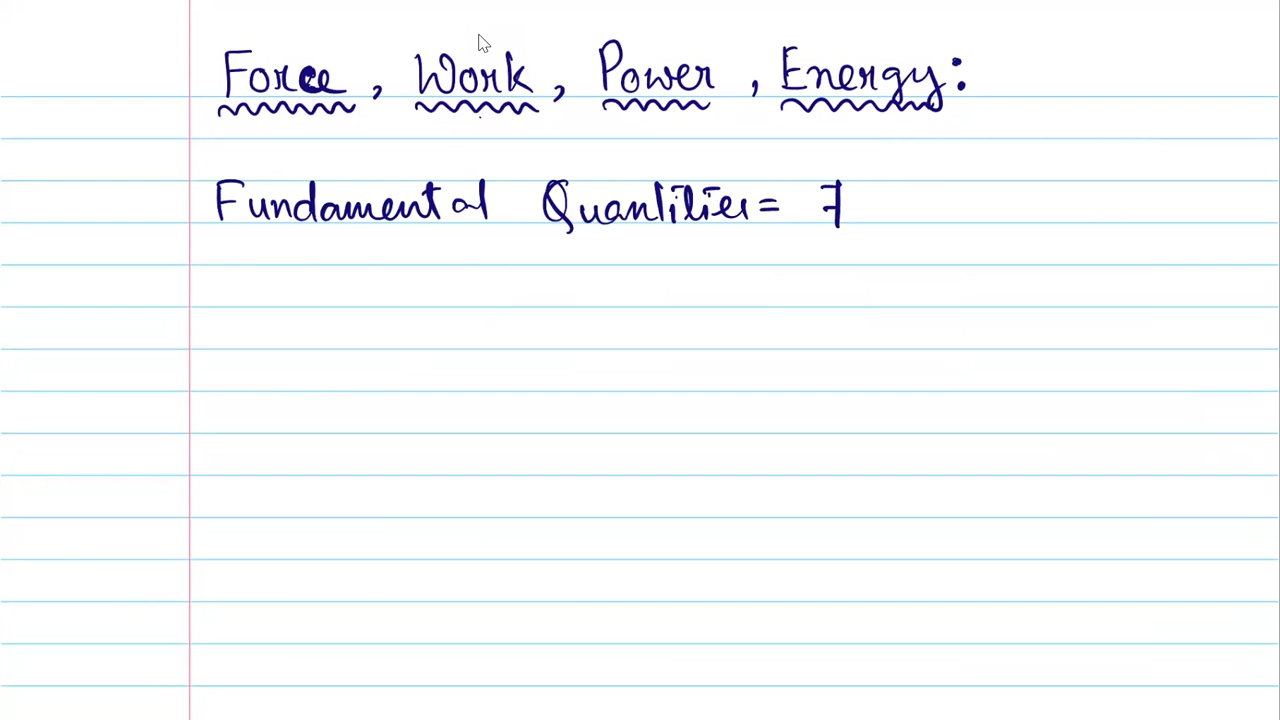 Force, Work, Power, Energy:
Fundamental Quantities = 7